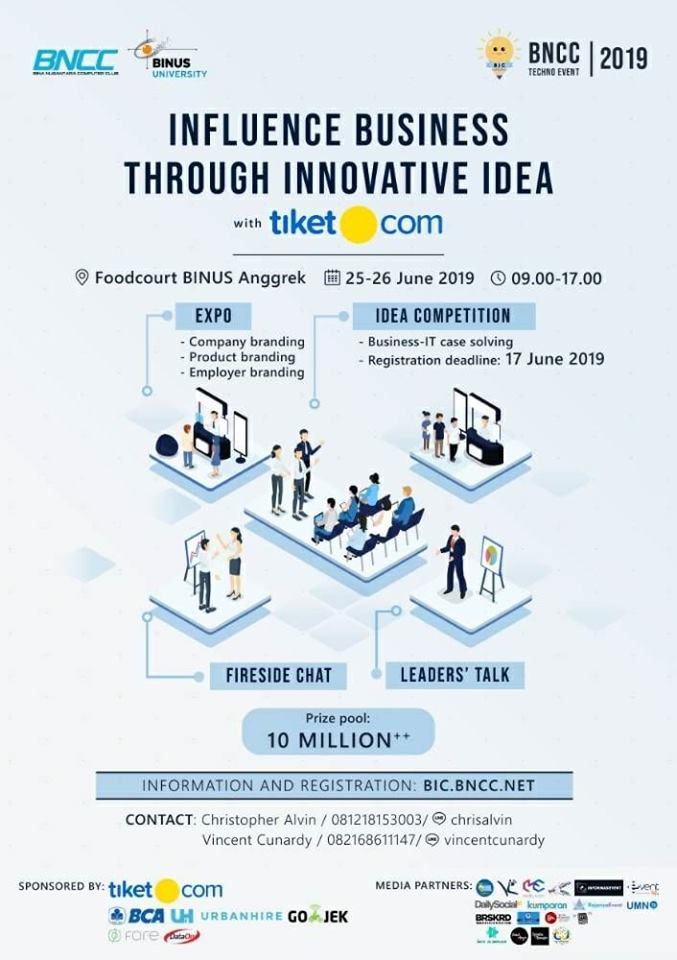 BNCC
BINA NUSANTARA COMPUTER CLUB
BINUS
UNIVERSITY
BIC
BNCC
TECHNO EVENT
2019
INFLUENCE BUSINESS
THROUGH INNOVATIVE IDEA
with tiket.com
Foodcourt BINUS Anggrek 25-26 June 2019 09.00-17.00
EXPO
- Company branding
- Product branding
- Employer branding
IDEA COMPETITION
- Business-IT case solving
- Registration deadline: 17 June 2019
FIRESIDE CHAT
LEADERS' TALK
Prize pool:
10 MILLION++
INFORMATION AND REGISTRATION: BIC.BNCC.NET
CONTACT: Christopher Alvin / 081218153003/ chrisalvin
Vincent Cunardy / 082168611147/ vincentcunardy
SPONSORED BY: tiket.com
BCA UH URBANHIRE GOJEK
FORE DataOn
MEDIA PARTNERS:
DailySocial kumparan RajanyaEvent UMN
BRSKRD